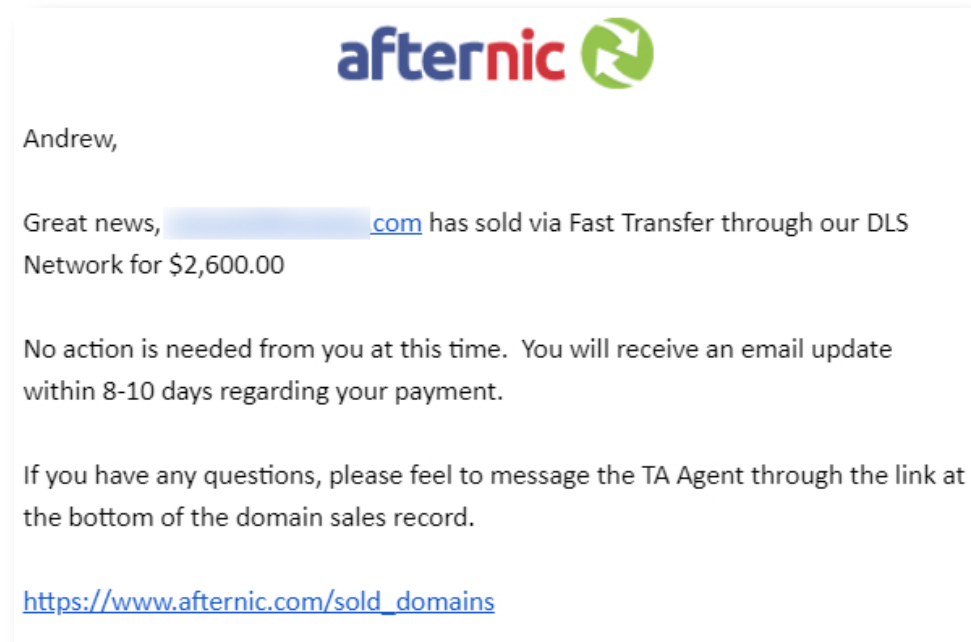 afternic
Andrew,
Great news, .com has sold via Fast Transfer through our DLS
Network for $2,600.00
No action is needed from you at this time. You will receive an email update
within 8-10 days regarding your payment.
If you have any questions, please feel to message the TA Agent through the link at
the bottom of the domain sales record.
https://www.afternic.com/sold_domains